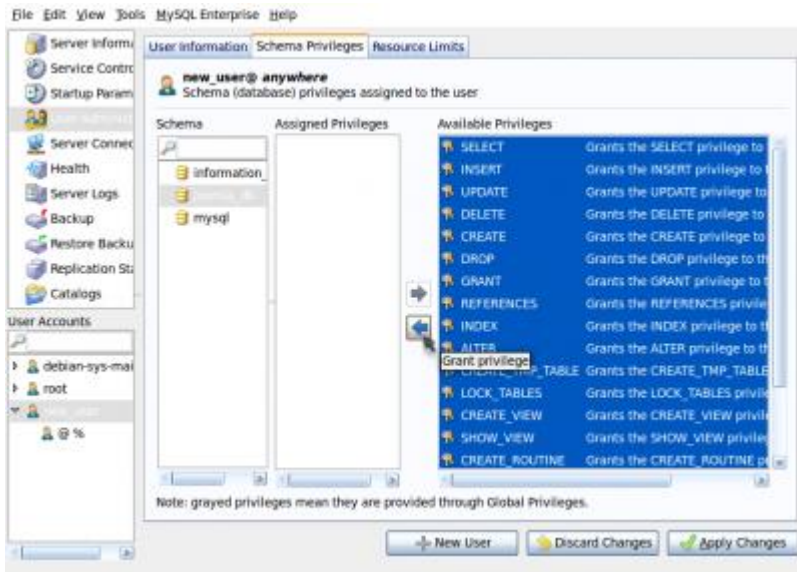 File Edit View Tools MySQL Enterprise Help
Server Informa
Service Contro
Startup Param
Server Connec
Health
Server Logs
Backup
Restore Backu
Replication Sta
Catalogs
User Accounts
debian-sys-mai
root
@ %
User Information Schema Privileges Resource Limits
new_user@ anywhere
Schema (database) privileges assigned to the user
Schema Assigned Privileges Available Privileges
information_
mysql
SELECT Grants the SELECT privilege to
INSERT Grants the INSERT privilege to
UPDATE Grants the UPDATE privilege to
DELETE Grants the DELETE privilege to
CREATE Grants the CREATE privilege to
DROP Grants the DROP privilege to th
GRANT Grants the GRANT privilege to t
REFERENCES Grants the REFERENCES privile
INDEX Grants the INDEX privilege to th
ALTER Grants the ALTER privilege to th
Grant privilege
CREATE_TMP_TABLE Grants the CREATE_TMP_TABLE
LOCK_TABLES Grants the LOCK_TABLES privile
CREATE_VIEW Grants the CREATE_VIEW privile
SHOW_VIEW Grants the SHOW_VIEW privileg
CREATE_ROUTINE Grants the CREATE_ROUTINE p
Note: grayed privileges mean they are provided through Global Privileges.
New User Discard Changes Apply Changes